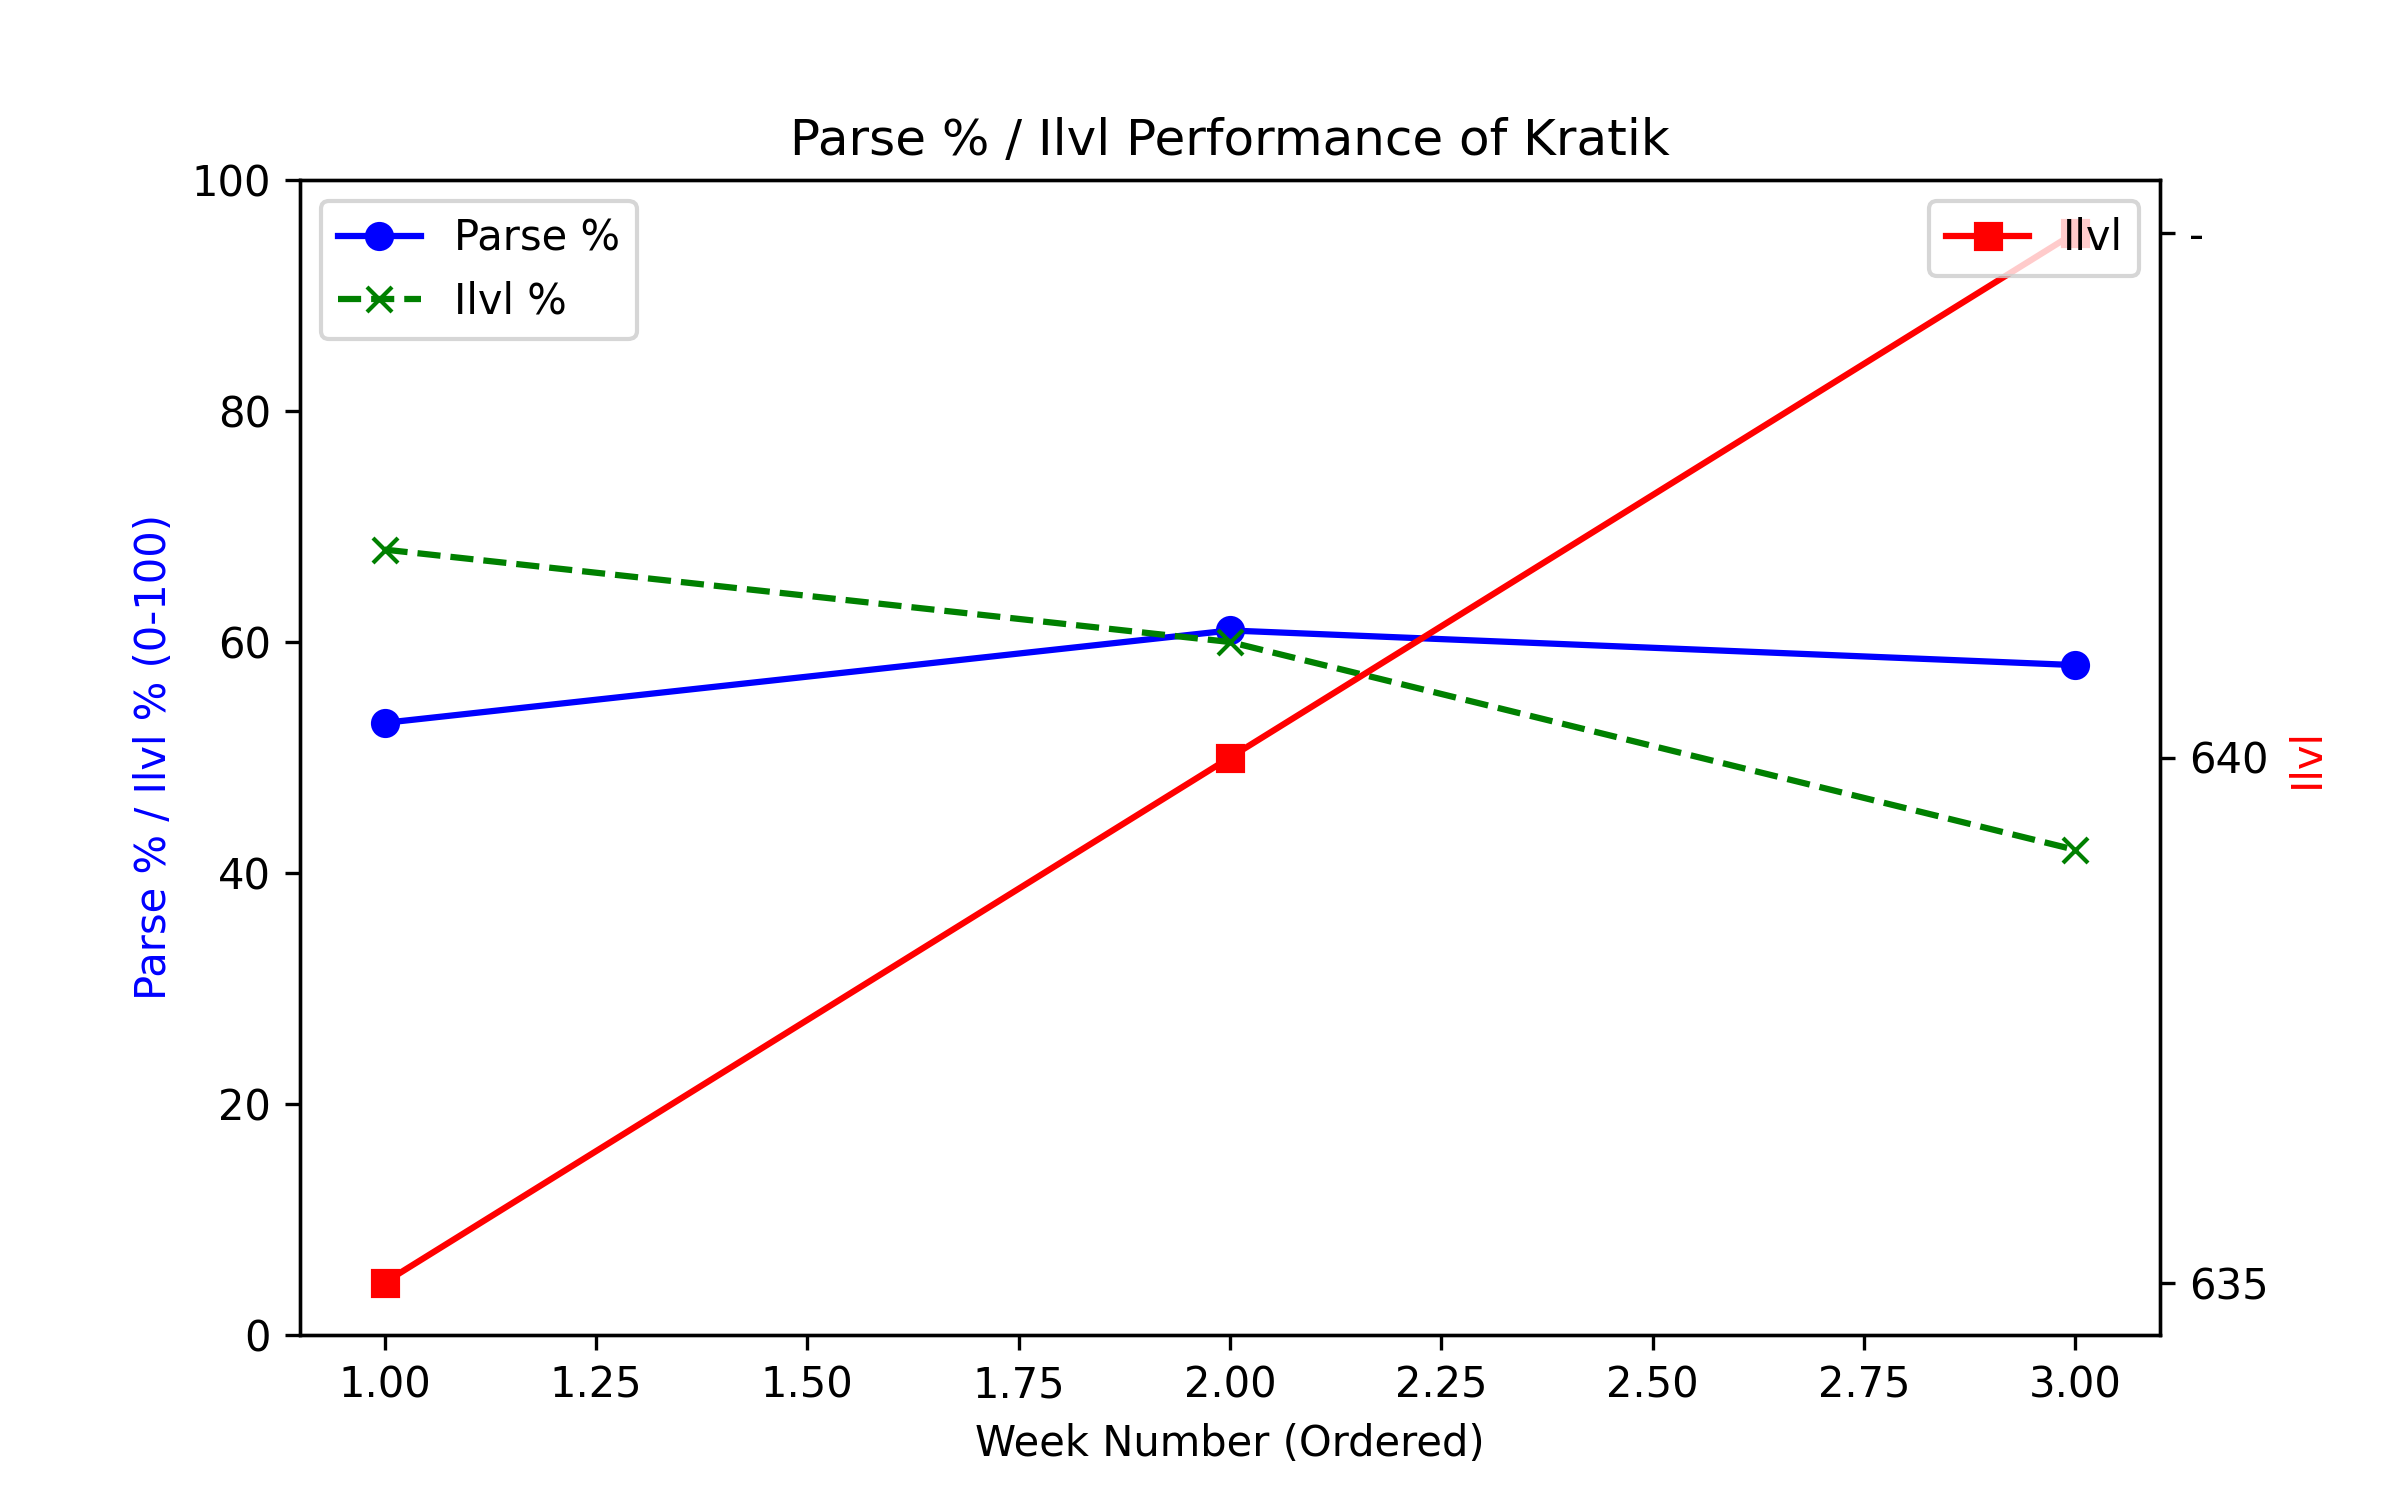 Parse % / Ilvl Performance of Kratik
100
80
60
40
20
0
Parse % / Ilvl % (0-100)
Parse %
Ilvl %
Ilvl
-
640
635
Ilvl
1.00 1.25 1.50 1.75 2.00 2.25 2.50 2.75 3.00
Week Number (Ordered)